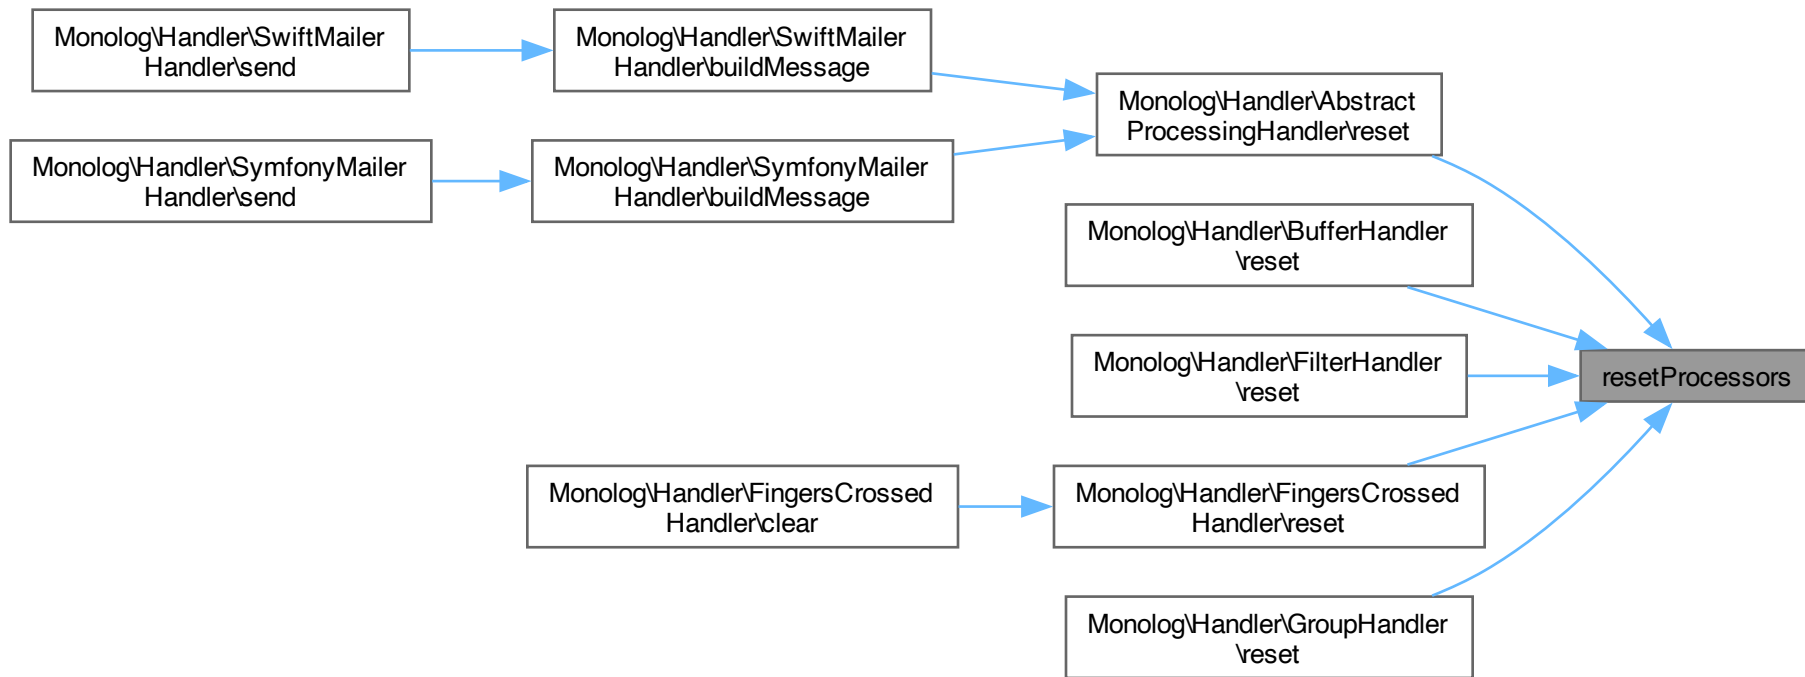 Monolog\Handler\SwiftMailer
Handler\send
Monolog\Handler\SwiftMailer
Handler\buildMessage
Monolog\Handler\Abstract
ProcessingHandler\reset
Monolog\Handler\SymfonyMailer
Handler\send
Monolog\Handler\SymfonyMailer
Handler\buildMessage
Monolog\Handler\BufferHandler
\reset
Monolog\Handler\FilterHandler
\reset
resetProcessors
Monolog\Handler\FingersCrossed
Handler\clear
Monolog\Handler\FingersCrossed
Handler\reset
Monolog\Handler\GroupHandler
\reset